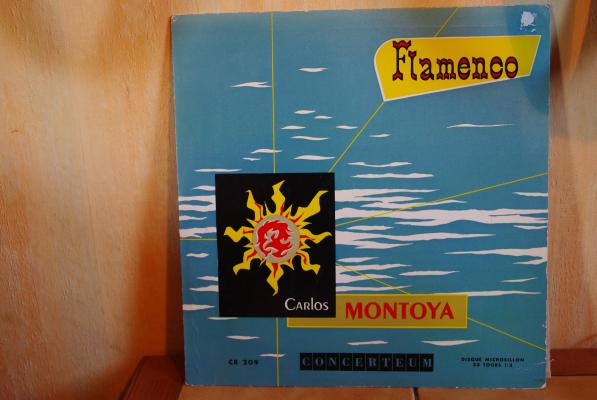 Flamenco
Carlos
MONTOYA
CR 209
CONCERTEUM
DISQUE MICROSILLON
33 TOURS 1/3